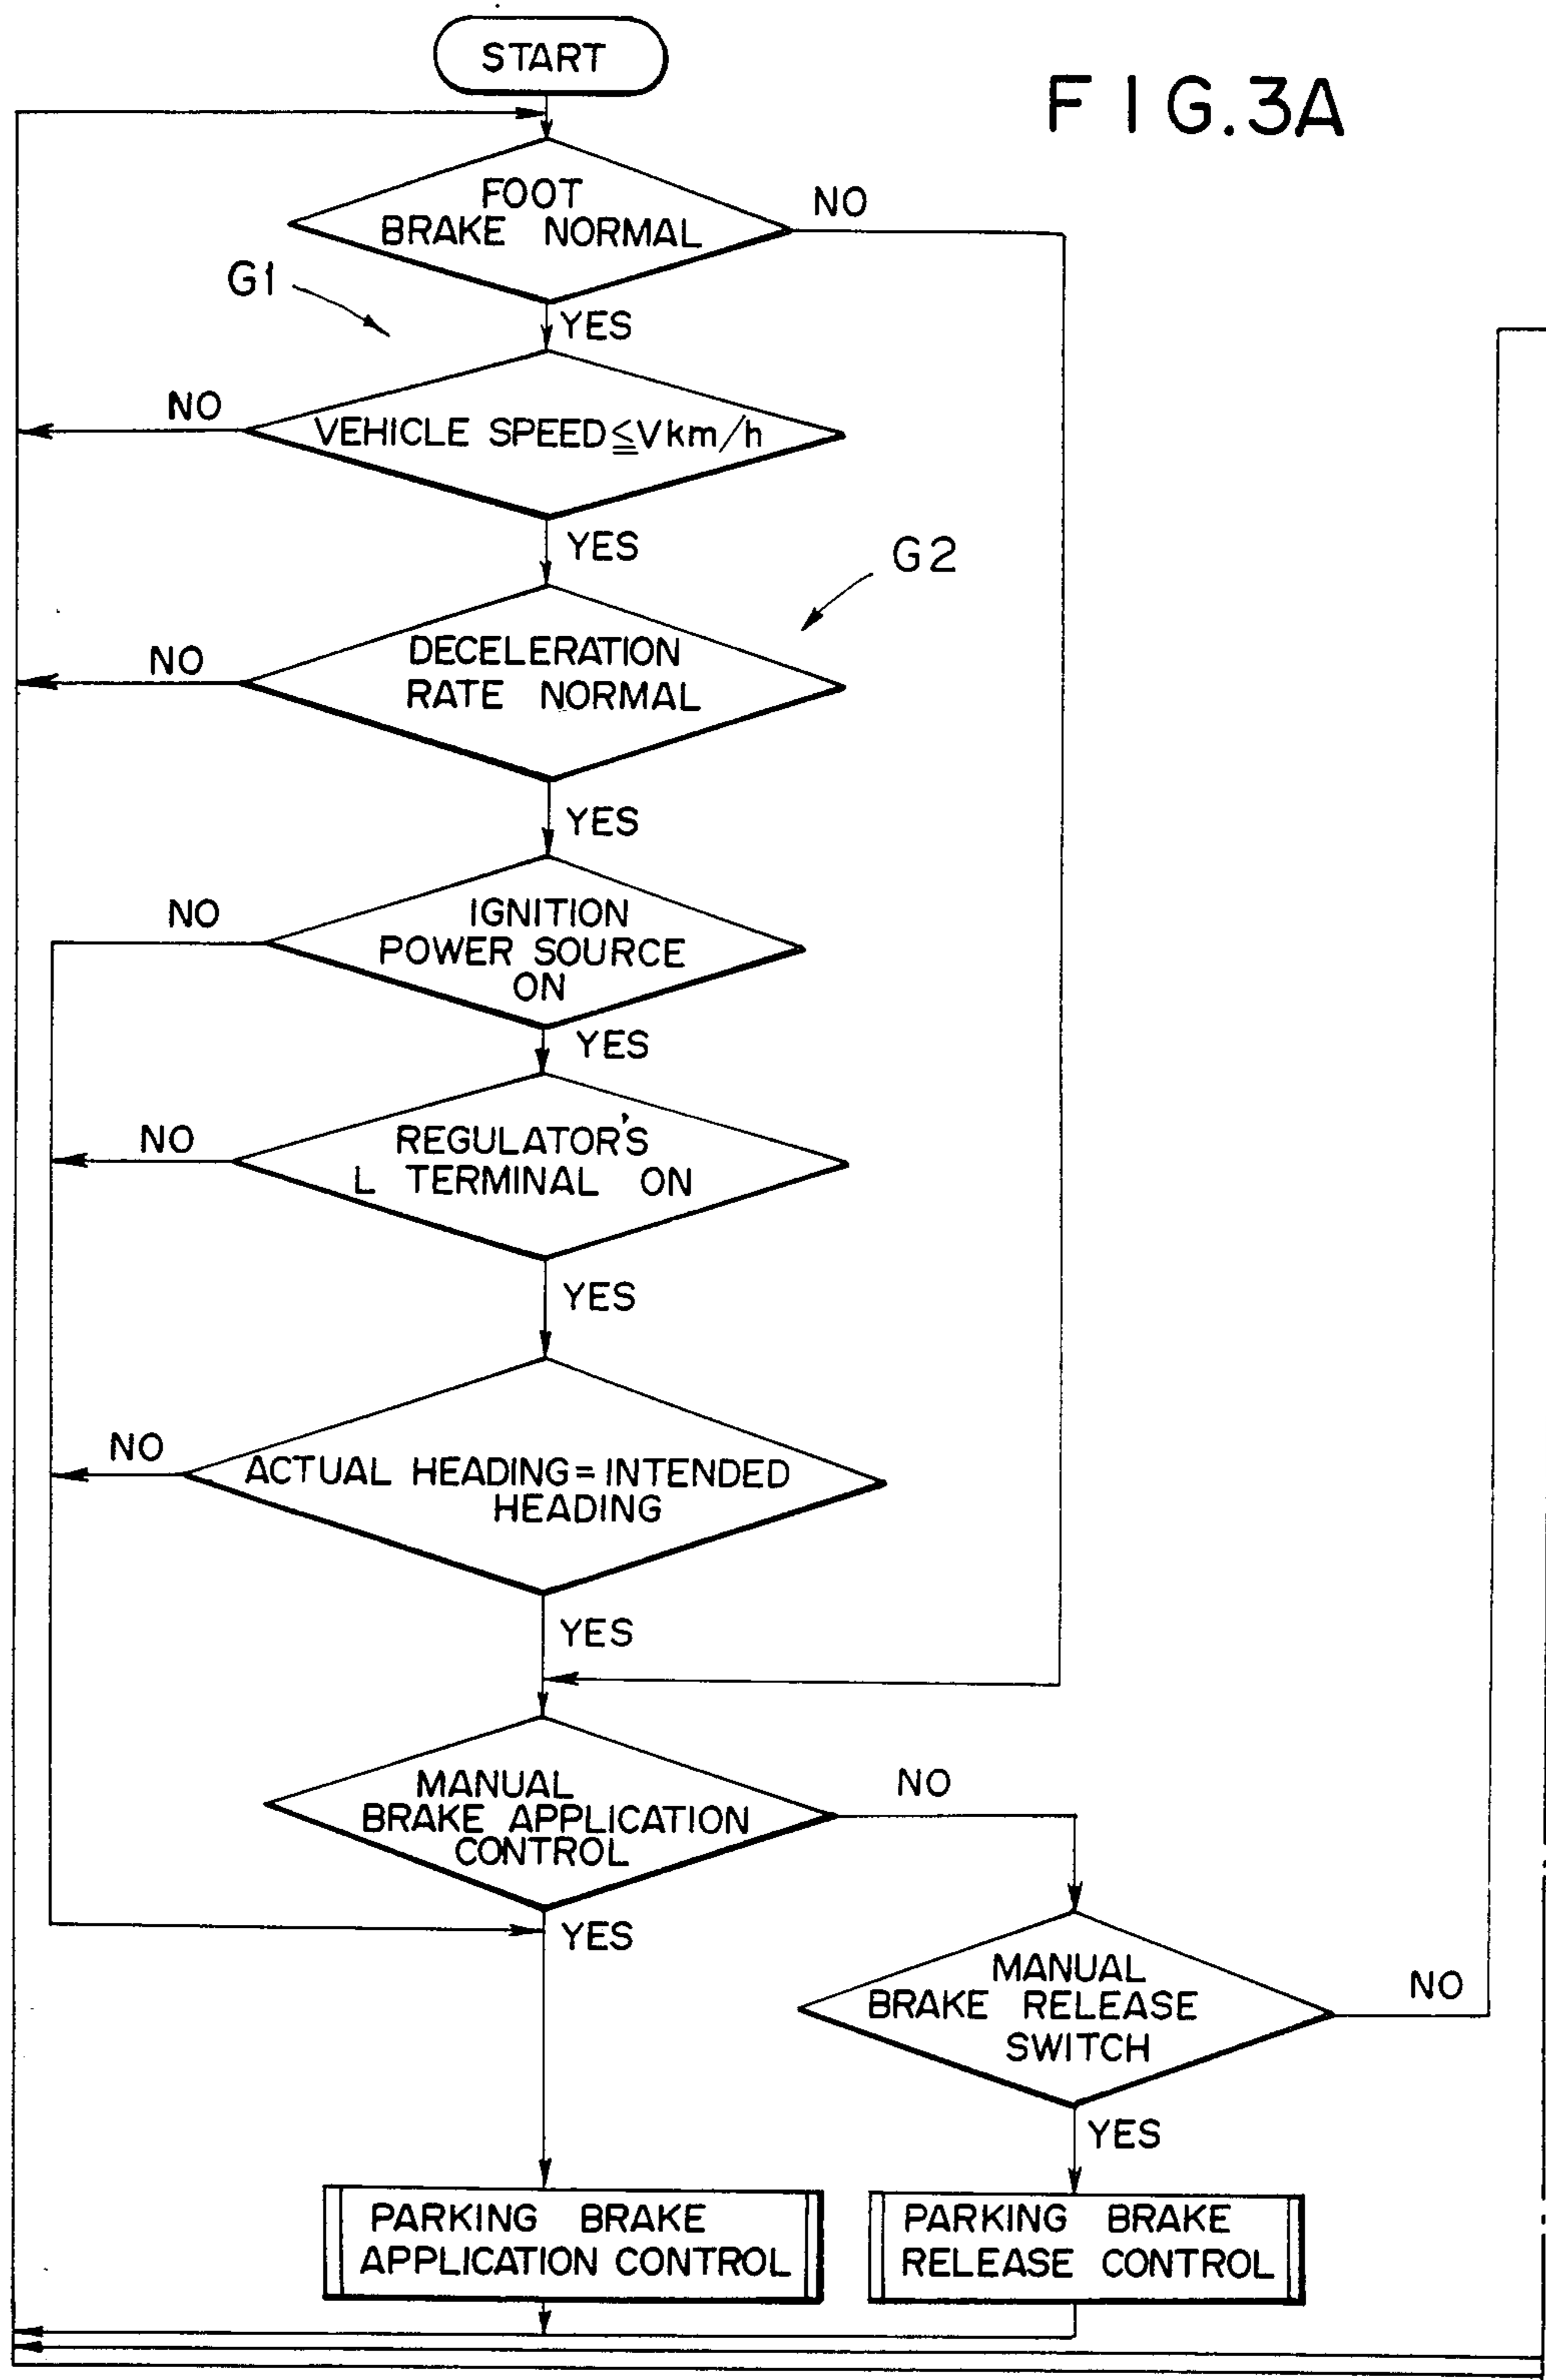 START
FIG.3A
FOOT
BRAKE NORMAL
NO
G1
YES
NO
VEHICLE SPEED≦Vkm/h
YES
G2
NO
DECELERATION
RATE NORMAL
YES
NO
IGNITION
POWER SOURCE
ON
YES
NO
REGULATOR'S
L TERMINAL ON
YES
NO
ACTUAL HEADING=INTENDED
HEADING
YES
MANUAL
BRAKE APPLICATION
CONTROL
NO
YES
MANUAL
BRAKE RELEASE
SWITCH
NO
YES
PARKING BRAKE
APPLICATION CONTROL
PARKING BRAKE
RELEASE CONTROL